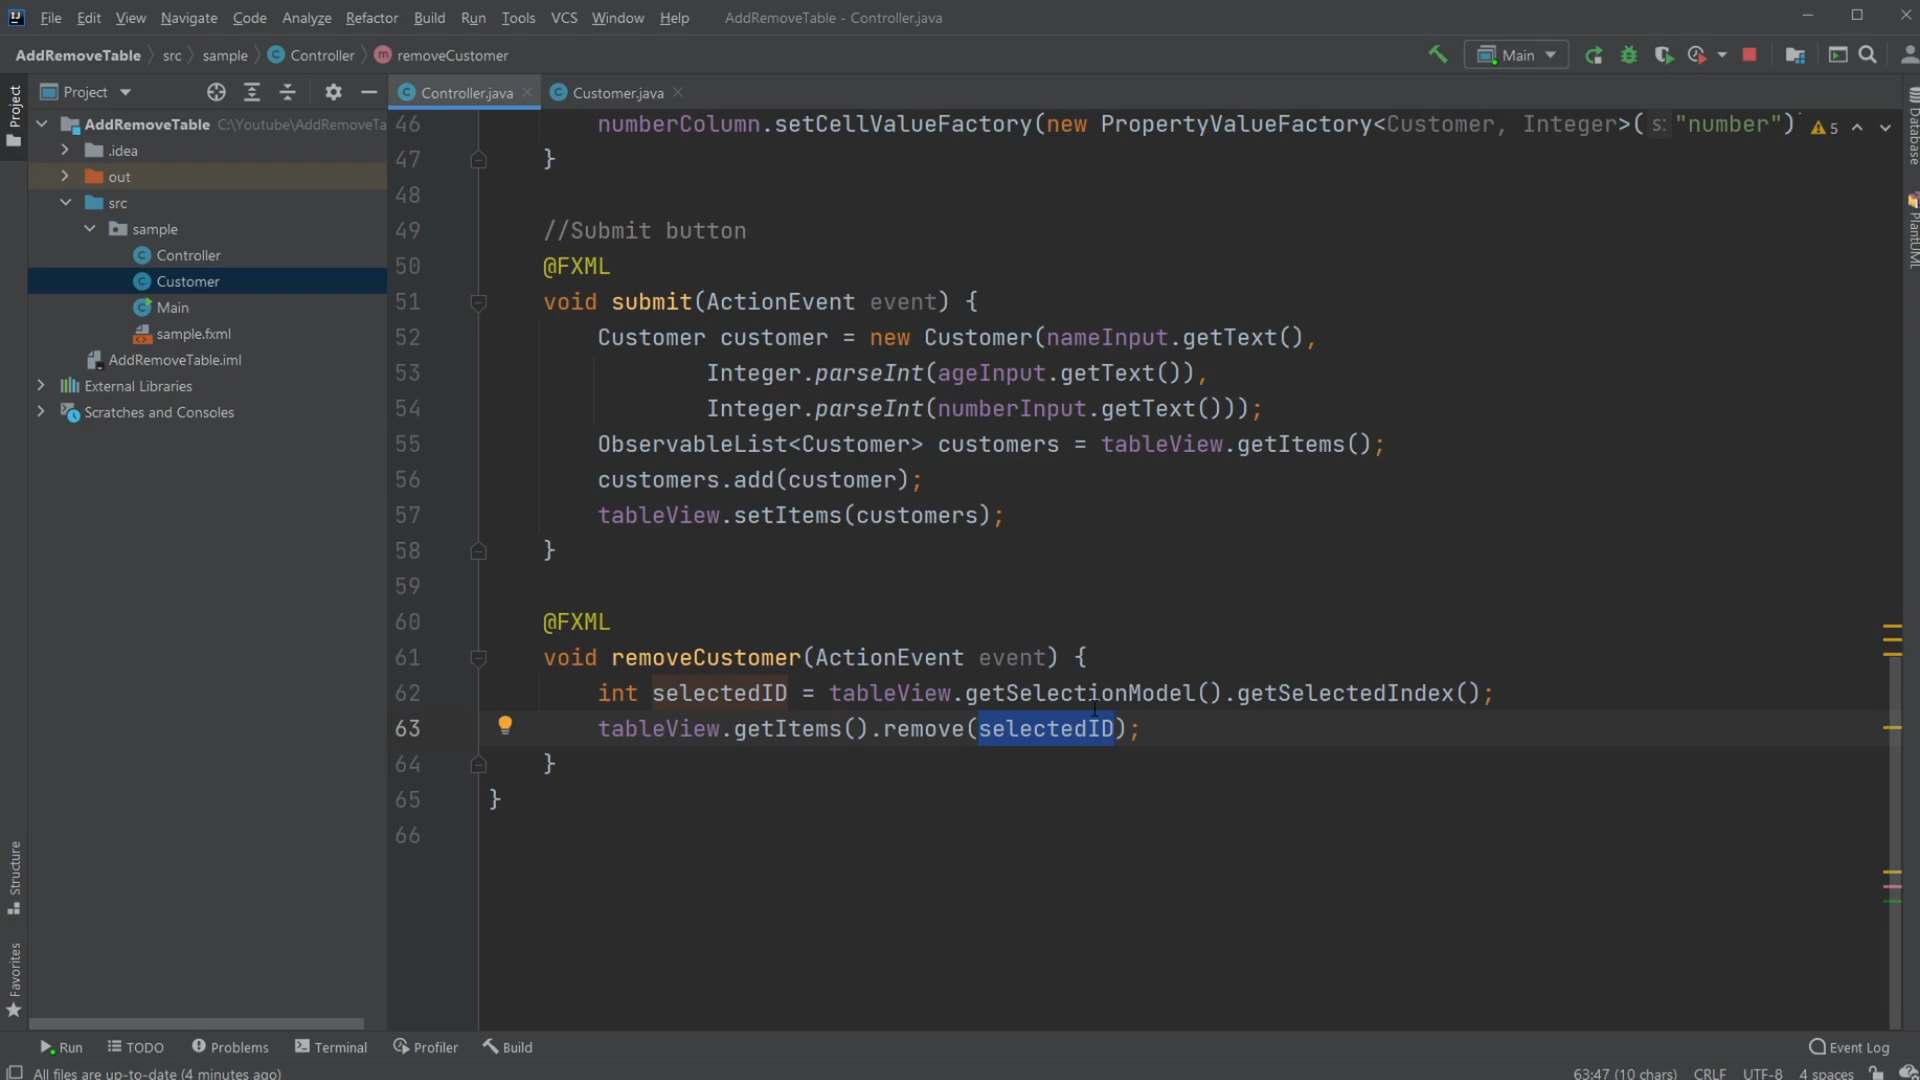 File Edit View Navigate Code Analyze Refactor Build Run Tools VCS Window Help AddRemoveTable - Controller.java
AddRemoveTable src sample Controller removeCustomer Main
Project Controller.java Customer.java
Project
AddRemoveTable C:\Youtube\AddRemoveTa
.idea
out
src
sample
Controller
Customer
Main
sample.fxml
AddRemoveTable.iml
External Libraries
Scratches and Consoles
Structure
Favorites
46 numberColumn.setCellValueFactory(new PropertyValueFactory<Customer, Integer>( s: "number") 5
47 }
48
49 //Submit button
50 @FXML
51 void submit(ActionEvent event) {
52 Customer customer = new Customer(nameInput.getText(),
53 Integer.parseInt(ageInput.getText()),
54 Integer.parseInt(numberInput.getText()));
55 ObservableList<Customer> customers = tableView.getItems();
56 customers.add(customer);
57 tableView.setItems(customers);
58 }
59
60 @FXML
61 void removeCustomer(ActionEvent event) {
62 int selectedID = tableView.getSelectionModel().getSelectedIndex();
63 tableView.getItems().remove(selectedID);
64 }
65 }
66
Database
PlantUML
Run TODO Problems Terminal Profiler Build Event Log
All files are up-to-date (4 minutes ago) 63:47 (10 chars) CRLF UTF-8 4 spaces